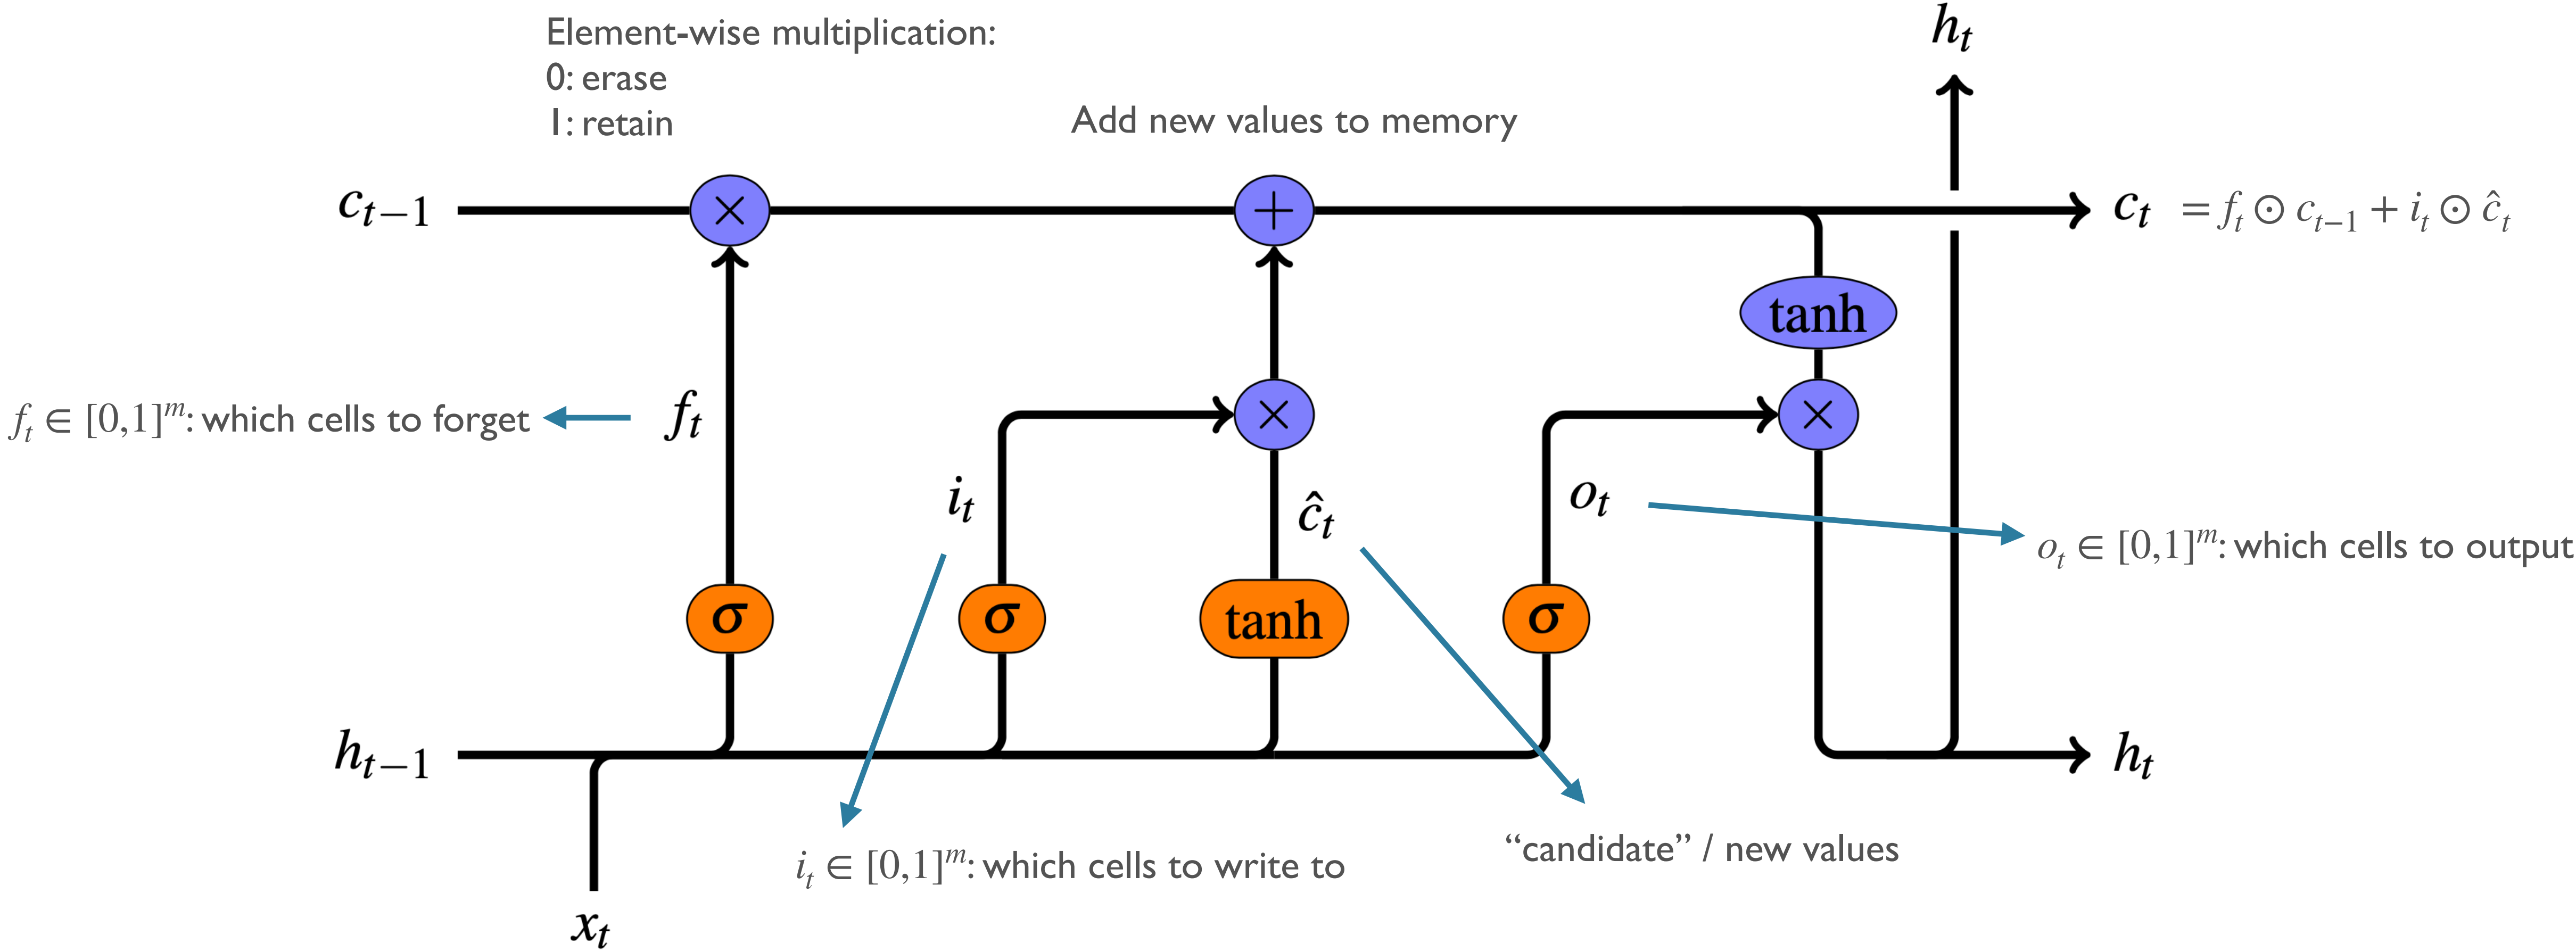 Element-wise multiplication:
0: erase
1: retain
Add new values to memory
h_t
c_{t−1}
×
+
c_t = f_t ⊙ c_{t−1} + i_t ⊙ ĉ_t
tanh
f_t ∈ [0,1]^m: which cells to forget
f_t
×
×
i_t
ĉ_t
o_t
o_t ∈ [0,1]^m: which cells to output
σ
σ
tanh
σ
h_{t−1}
h_t
i_t ∈ [0,1]^m: which cells to write to
“candidate” / new values
x_t